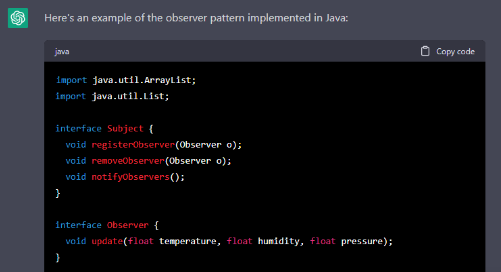 Here's an example of the observer pattern implemented in Java:
java
Copy code
import java.util.ArrayList;
import java.util.List;
interface Subject {
void registerObserver(Observer o);
void removeObserver(Observer o);
void notifyObservers();
}
interface Observer {
void update(float temperature, float humidity, float pressure);
}